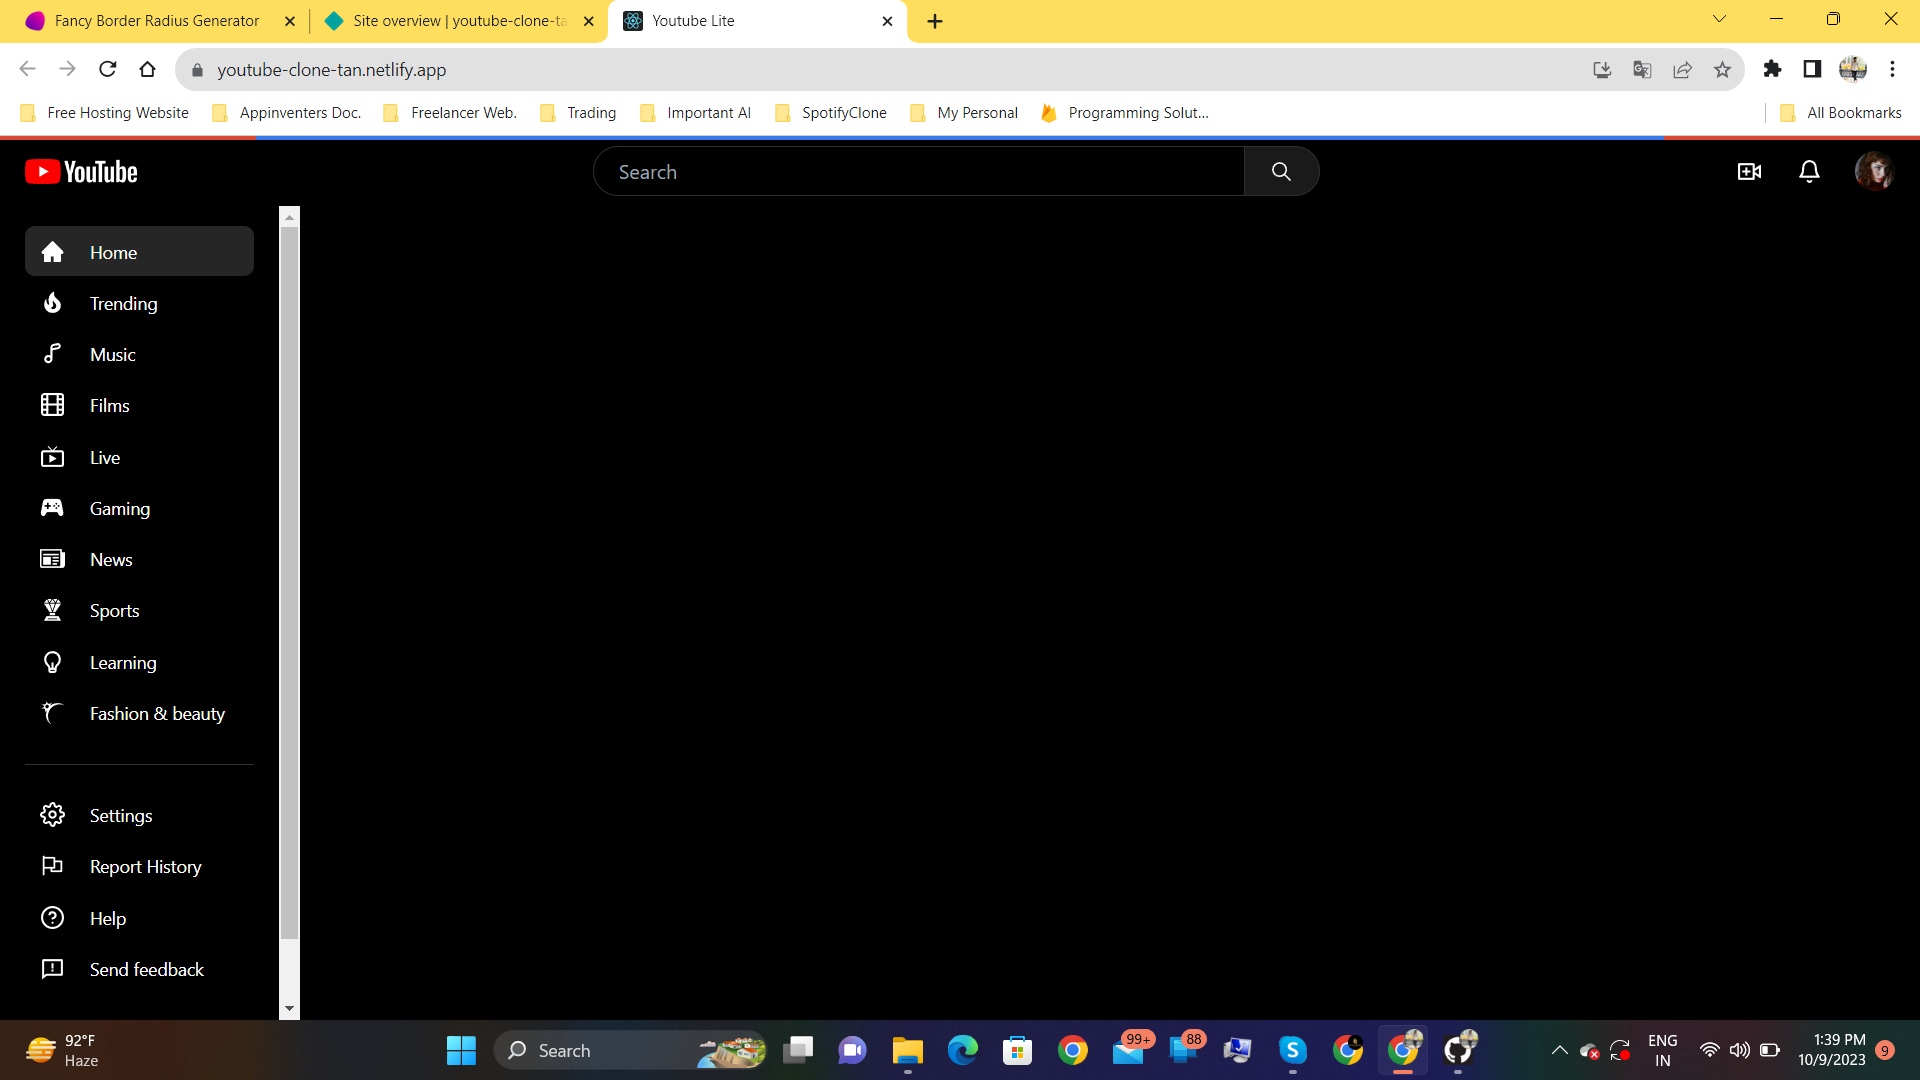 Fancy Border Radius Generator
Site overview | youtube-clone-ta
Youtube Lite
youtube-clone-tan.netlify.app
Free Hosting Website
Appinventers Doc.
Freelancer Web.
Trading
Important AI
SpotifyClone
My Personal
Programming Solut...
All Bookmarks
YouTube
Search
Home
Trending
Music
Films
Live
Gaming
News
Sports
Learning
Fashion & beauty
Settings
Report History
Help
Send feedback
92°F
Haze
Search
99+
88
ENG
IN
1:39 PM
10/9/2023
9